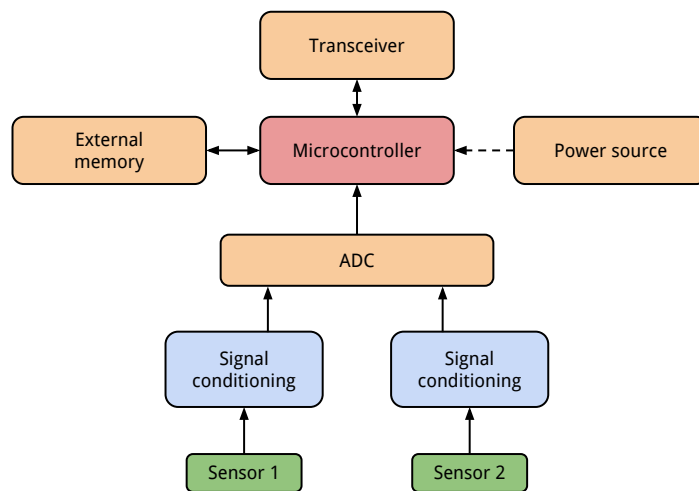 Transceiver
External
memory
Microcontroller
Power source
ADC
Signal
conditioning
Signal
conditioning
Sensor 1
Sensor 2